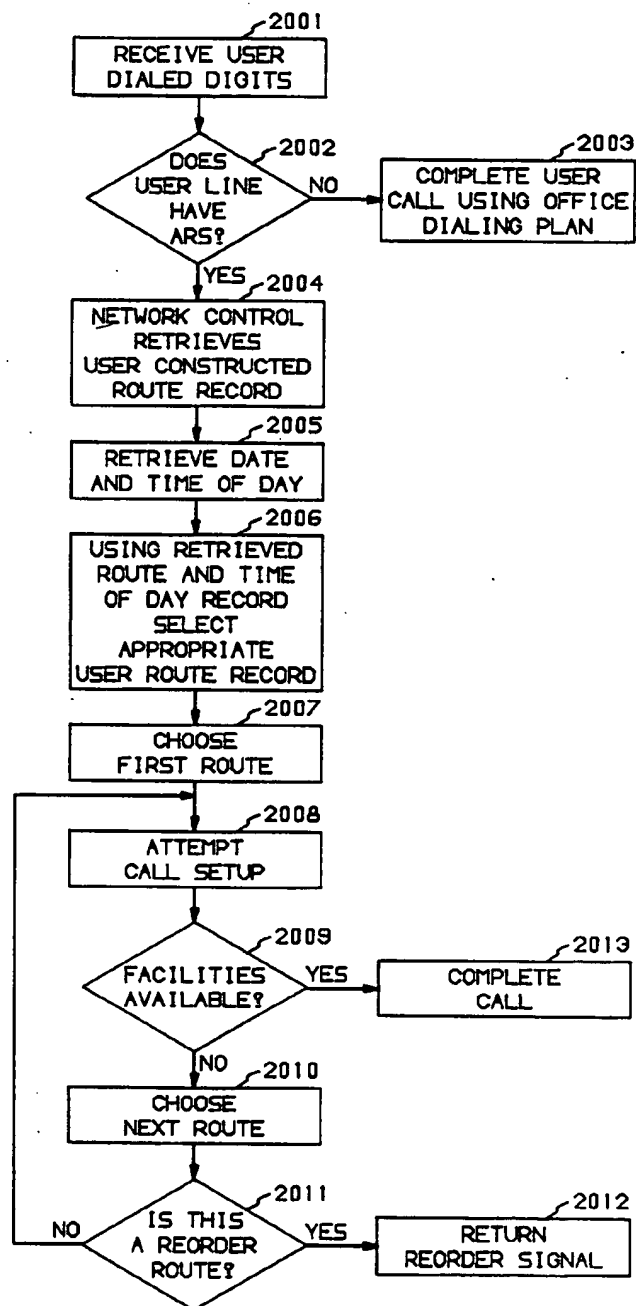 2001
RECEIVE USER
DIALED DIGITS
2002
DOES
USER LINE
HAVE
ARS?
NO
2003
COMPLETE USER
CALL USING OFFICE
DIALING PLAN
YES
2004
NETWORK CONTROL
RETRIEVES
USER CONSTRUCTED
ROUTE RECORD
2005
RETRIEVE DATE
AND TIME OF DAY
2006
USING RETRIEVED
ROUTE AND TIME
OF DAY RECORD
SELECT
APPROPRIATE
USER ROUTE RECORD
2007
CHOOSE
FIRST ROUTE
2008
ATTEMPT
CALL SETUP
2009
FACILITIES
AVAILABLE?
YES
2013
COMPLETE
CALL
NO
2010
CHOOSE
NEXT ROUTE
2011
NO
IS THIS
A REORDER
ROUTE?
YES
2012
RETURN
REORDER SIGNAL